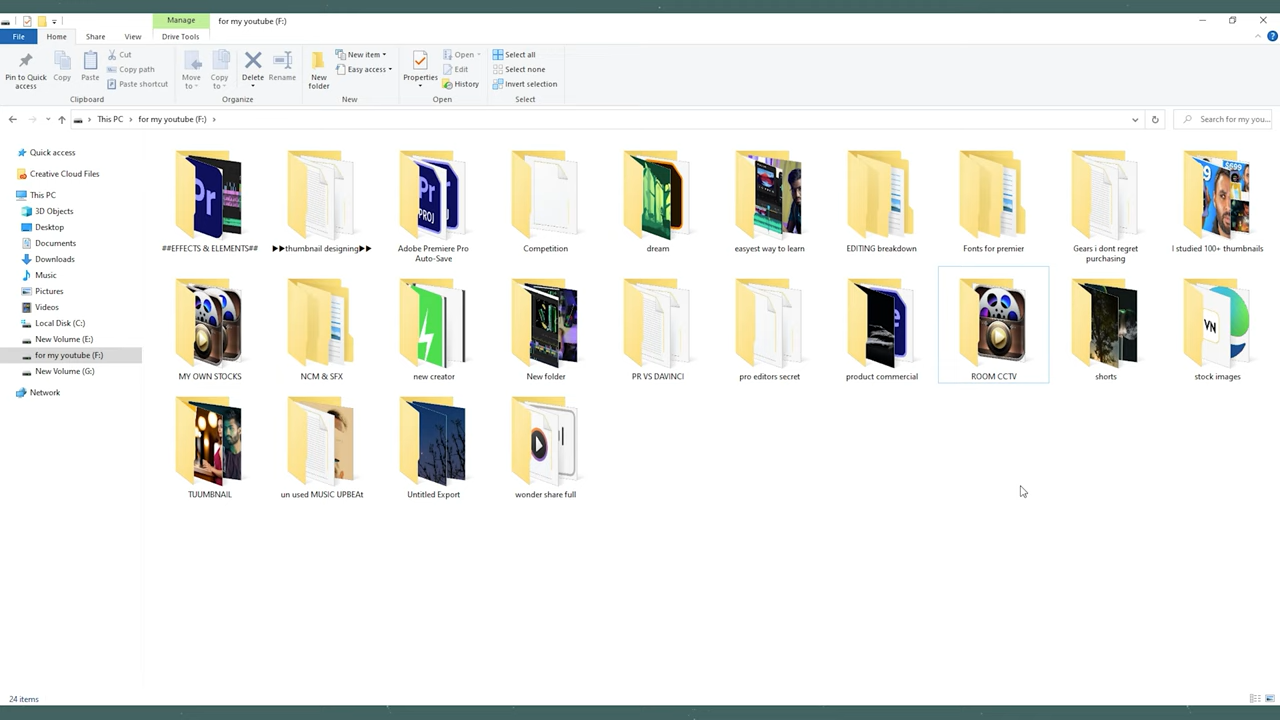 Manage
for my youtube (F:)
File
Home
Share
View
Drive Tools
Pin to Quick
access
Copy
Paste
Cut
Copy path
Paste shortcut
Clipboard
Move
to
Copy
to
Delete
Rename
Organize
New
folder
New item
Easy access
New
Properties
Open
Edit
History
Open
Select all
Select none
Invert selection
Select
This PC > for my youtube (F:) >
Search for my you...
Quick access
Creative Cloud Files
This PC
3D Objects
Desktop
Documents
Downloads
Music
Pictures
Videos
Local Disk (C:)
New Volume (E:)
for my youtube (F:)
New Volume (G:)
Network
Pr
Pr
PROJ
$699
##EFFECTS & ELEMENTS##
▶▶thumbnail designing▶▶
Adobe Premiere Pro
Auto-Save
Competition
dream
easyest way to learn
EDITING breakdown
Fonts for premier
Gears i dont regret
purchasing
I studied 100+ thumbnails
VN
MY OWN STOCKS
NCM & SFX
new creator
New folder
PR VS DAVINCI
pro editors secret
product commercial
ROOM CCTV
shorts
stock images
TUUMBNAIL
un used MUSIC UPBEAt
Untitled Export
wonder share full
24 items